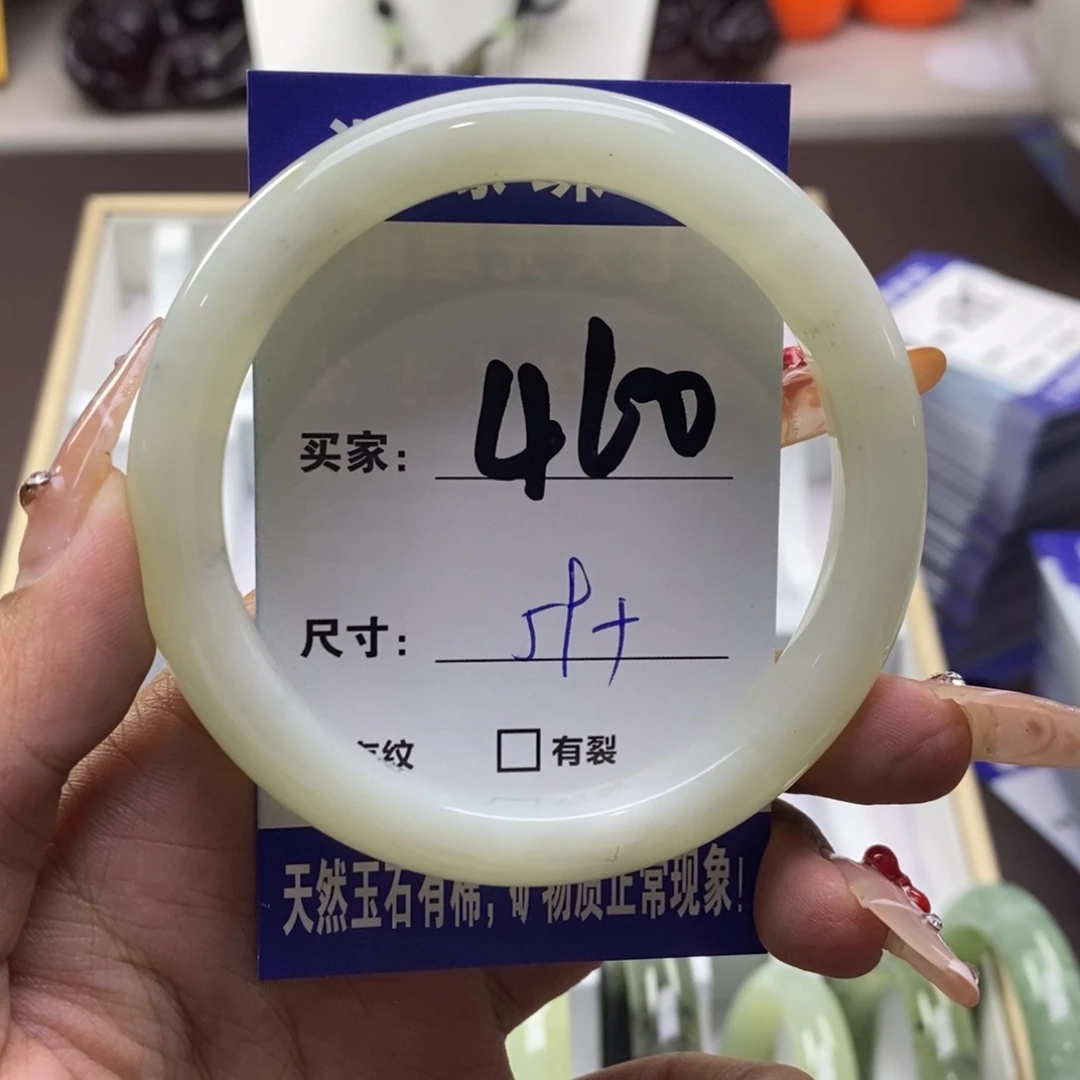 买家： 460
尺寸：
纹 □有裂
天然玉石有棉，矿物质正常现象！